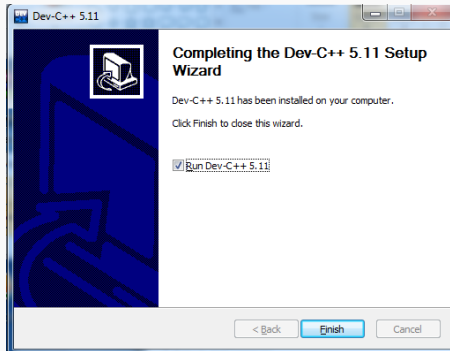 Dev-C++ 5.11
Completing the Dev-C++ 5.11 Setup
Wizard
Dev-C++ 5.11 has been installed on your computer.
Click Finish to close this wizard.
Run Dev-C++ 5.11
< Back Finish Cancel